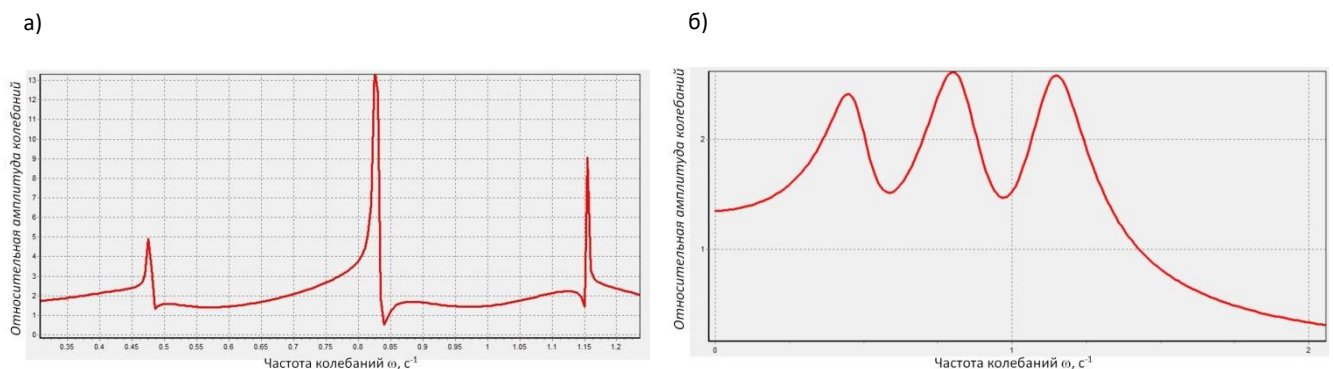 а)
б)
Относительная амплитуда колебаний
13
12
11
10
9
8
7
6
5
4
3
2
1
0
0.35 0.4 0.45 0.5 0.55 0.6 0.65 0.7 0.75 0.8 0.85 0.9 0.95 1 1.05 1.1 1.15 1.2
Частота колебаний ω, с⁻¹
Относительная амплитуда колебаний
2
1
0 1 2
Частота колебаний ω, с⁻¹